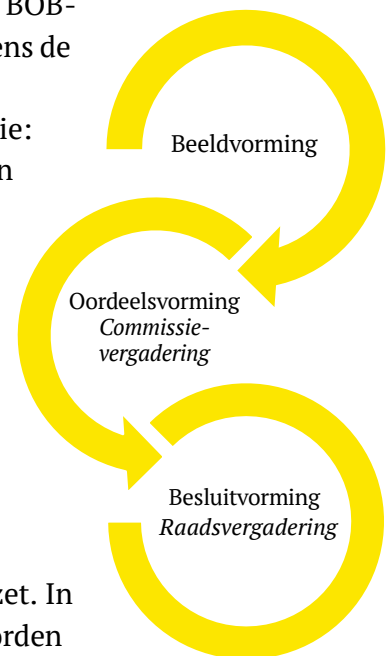 BOB-
ens de
ie:
n
Beeldvorming
Oordeelsvorming
Commissie-
vergadering
Besluitvorming
Raadsvergadering
zet. In
orden